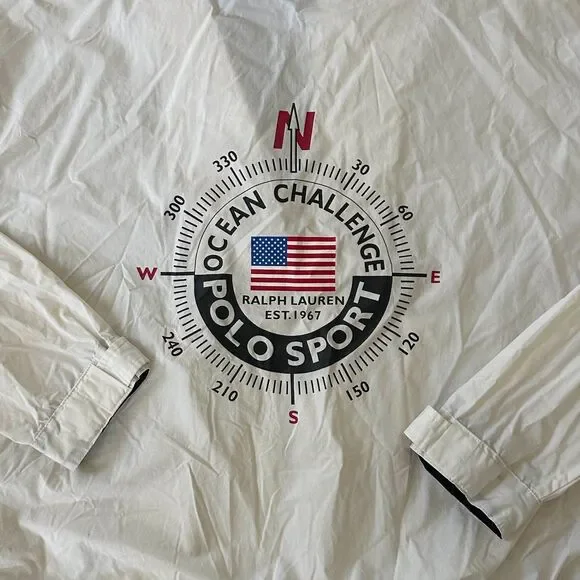 N
330
30
300
60
OCEAN CHALLENGE
W
E
RALPH LAUREN
EST.1967
POLO SPORT
240
120
210
150
S